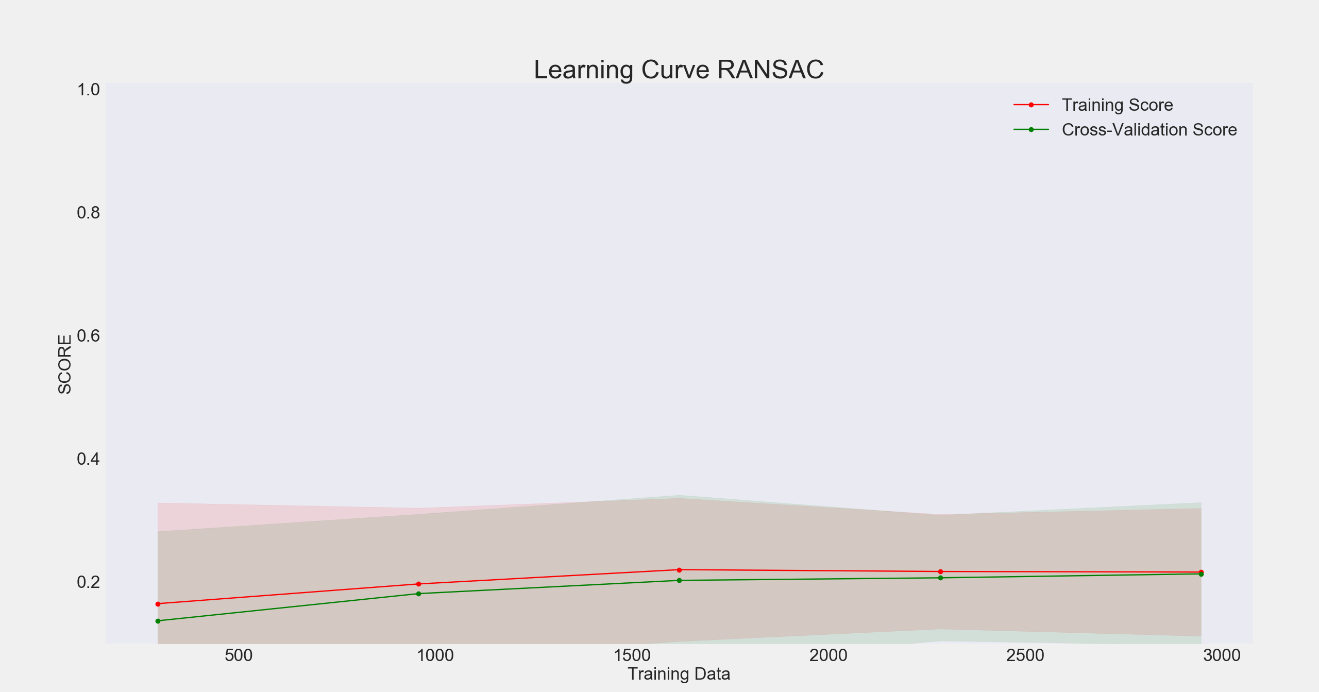 Learning Curve RANSAC
Training Score
Cross-Validation Score
1.0
0.8
0.6
0.4
0.2
SCORE
500
1000
1500
2000
2500
3000
Training Data